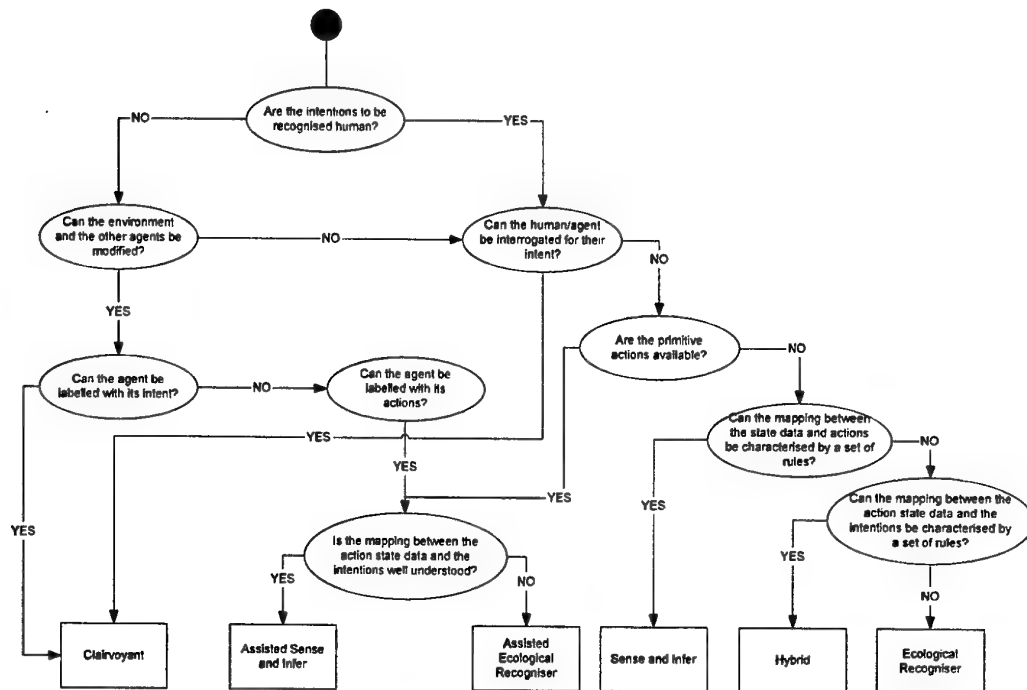 Are the intentions to be
recognised human?
NO
YES
Can the environment
and the other agents be
modified?
NO
Can the human/agent
be interrogated for their
intent?
NO
YES
Are the primitive
actions available?
NO
Can the agent be
labelled with its intent?
NO
Can the agent be
labelled with its
actions?
Can the mapping between
the state data and actions
be characterised by a set of
rules?
YES
NO
YES
YES
YES
YES
Can the mapping between the
action state data and the
intentions be characterised by
a set of rules?
YES
Is the mapping between the
action state data and the
intentions well understood?
YES
YES
NO
NO
Clairvoyant
Assisted Sense
and Infer
Assisted
Ecological
Recogniser
Sense and Infer
Hybrid
Ecological
Recogniser